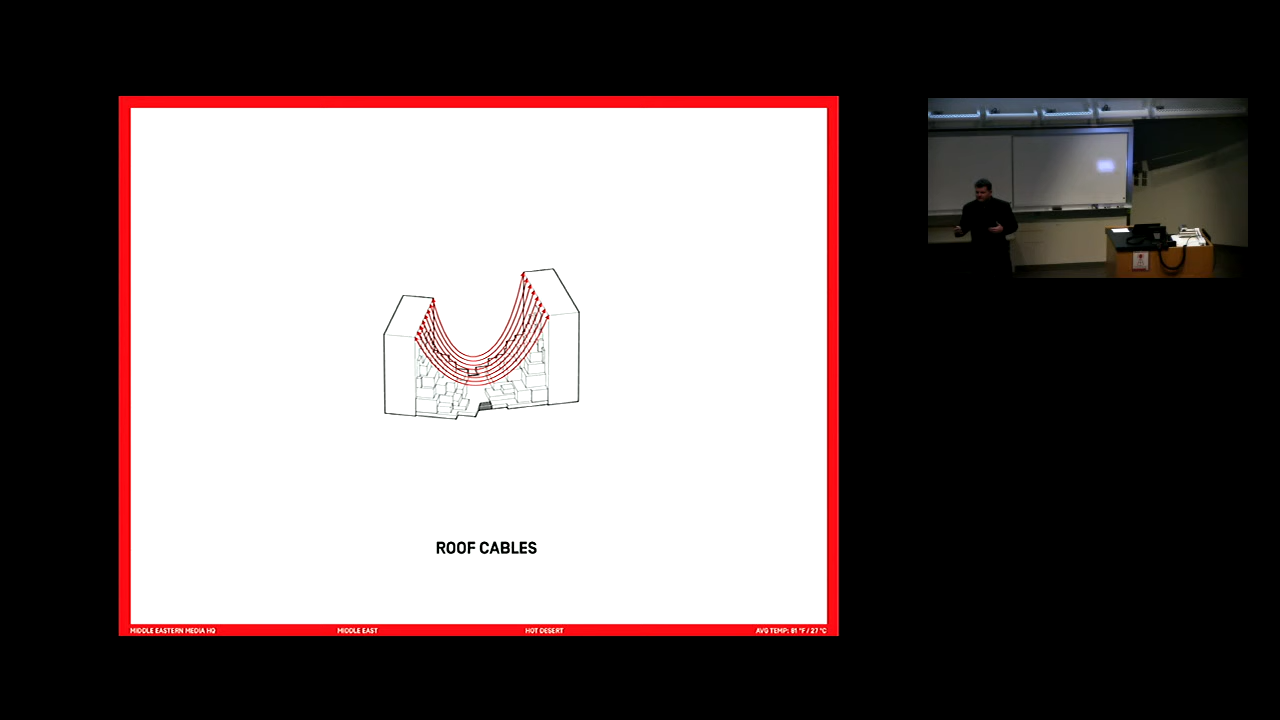 ROOF CABLES
MIDDLE EASTERN MEDIA HQ
MIDDLE EAST
HOT DESERT
AVG TEMP: 81 °F / 27 °C